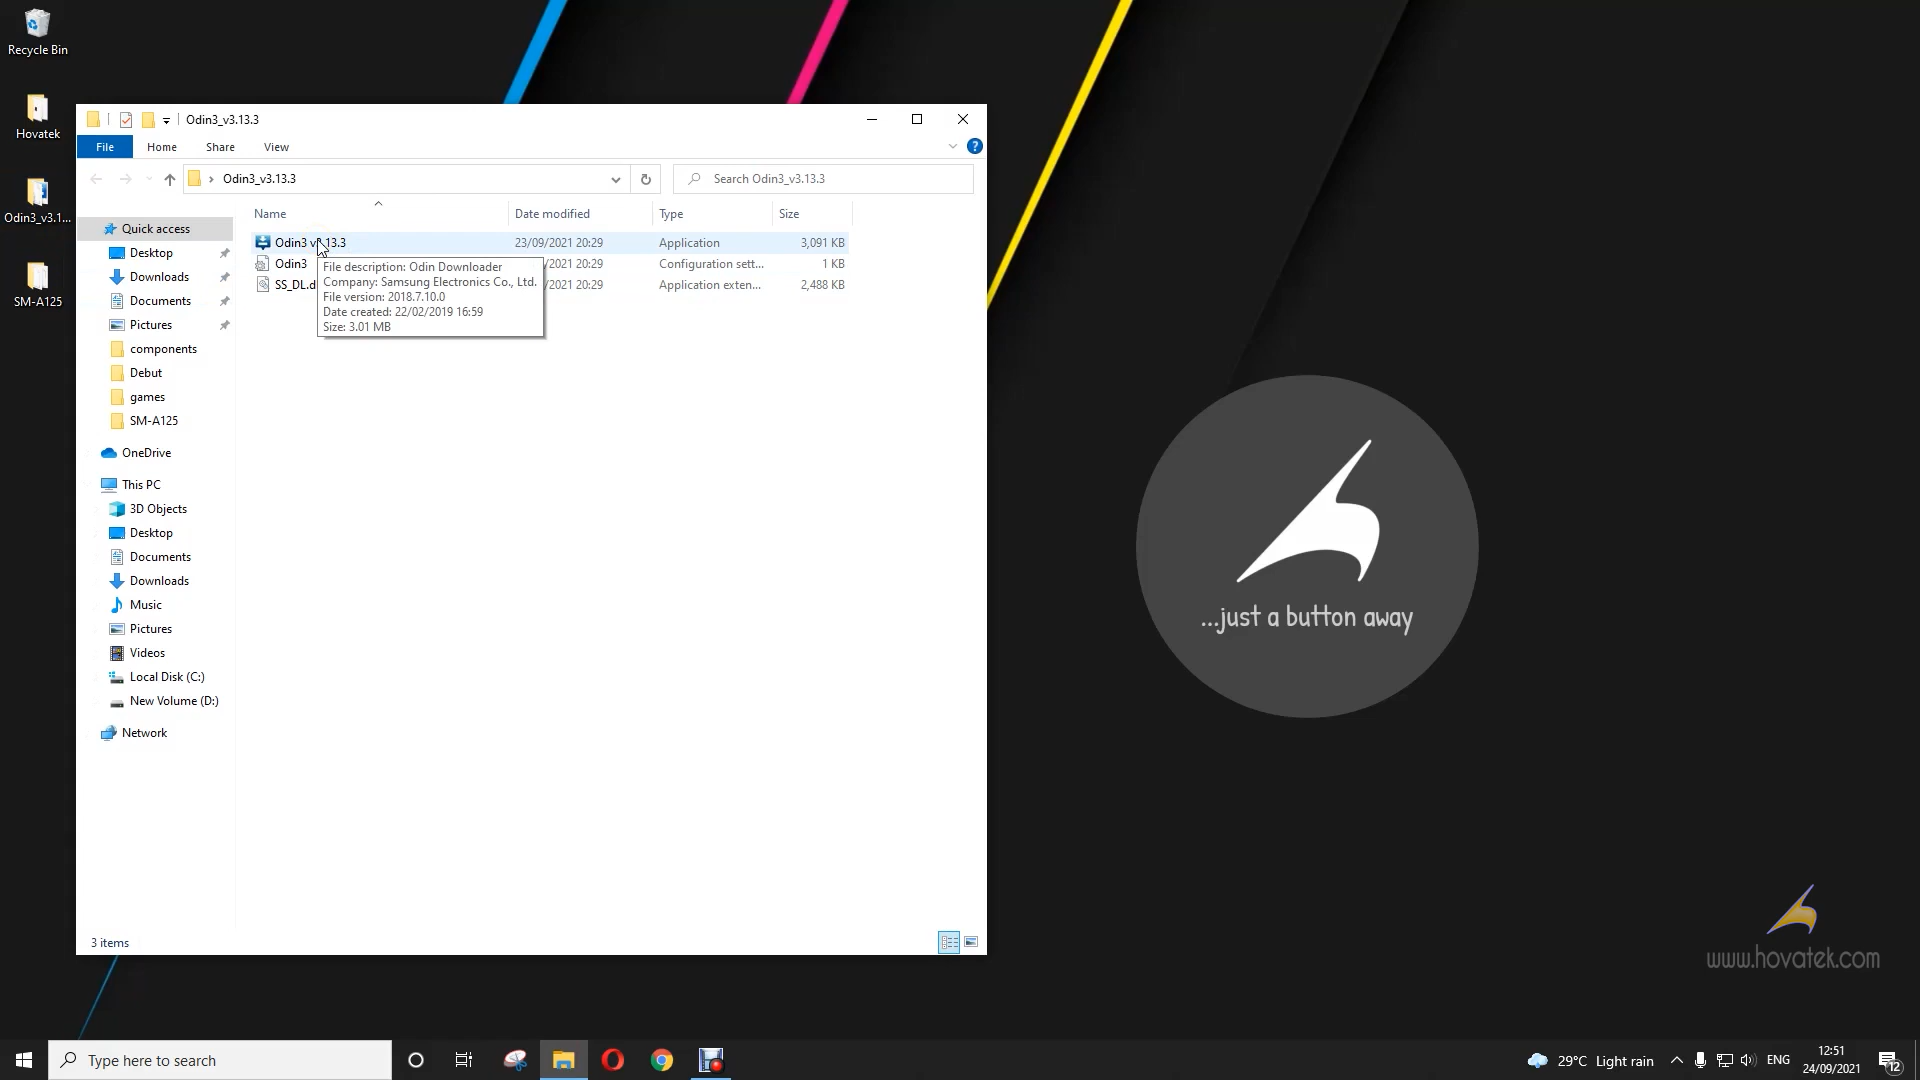 Recycle Bin
Hovatek
Odin3_v3.1...
SM-A125
Odin3_v3.13.3
File Home Share View
Odin3_v3.13.3
Search Odin3_v3.13.3
Name Date modified Type Size
Odin3 v3.13.3 23/09/2021 20:29 Application 3,091 KB
Odin3 /2021 20:29 Configuration sett... 1 KB
SS_DL.d /2021 20:29 Application exten... 2,488 KB
File description: Odin Downloader
Company: Samsung Electronics Co., Ltd.
File version: 2018.7.10.0
Date created: 22/02/2019 16:59
Size: 3.01 MB
Quick access
Desktop
Downloads
Documents
Pictures
components
Debut
games
SM-A125
OneDrive
This PC
3D Objects
Desktop
Documents
Downloads
Music
Pictures
Videos
Local Disk (C:)
New Volume (D:)
Network
3 items
...just a button away
www.hovatek.com
Type here to search
29°C Light rain
ENG
12:51
24/09/2021
12